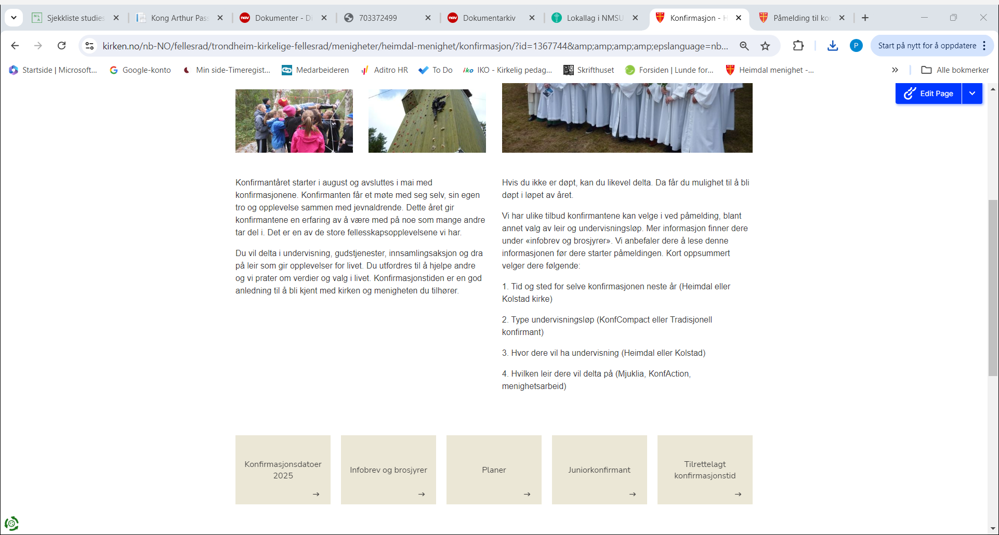 Sjekkliste studies
Kong Arthur Pass
Dokumenter - Di
703372499
Dokumentarkiv
Lokallag i NMSU
Konfirmasjon - H
Påmelding til kon
kirken.no/nb-NO/fellesrad/trondheim-kirkelige-fellesrad/menigheter/heimdal-menighet/konfirmasjon/?id=1367744&amp;amp;amp;amp;epslanguage=nb...
P
Start på nytt for å oppdatere
Startside | Microsoft...
Google-konto
Min side-Timeregist...
Medarbeideren
Aditro HR
To Do
iko
IKO - Kirkelig pedag...
Skrifthuset
Forsiden | Lunde for...
Heimdal menighet -...
Alle bokmerker
Edit Page
Konfirmantåret starter i august og avsluttes i mai med
konfirmasjonene. Konfirmanten får et møte med seg selv, sin egen
tro og opplevelse sammen med jevnaldrende. Dette året gir
konfirmantene en erfaring av å være med på noe som mange andre
tar del i. Det er en av de store fellesskapsopplevelsene vi har.
Du vil delta i undervisning, gudstjenester, innsamlingsaksjon og dra
på leir som gir opplevelser for livet. Du utfordres til å hjelpe andre
og vi prater om verdier og valg i livet. Konfirmasjonstiden er en god
anledning til å bli kjent med kirken og menigheten du tilhører.
Hvis du ikke er døpt, kan du likevel delta. Da får du mulighet til å bli
døpt i løpet av året.
Vi har ulike tilbud konfirmantene kan velge i ved påmelding, blant
annet valg av leir og undervisningsløp. Mer informasjon finner dere
under «infobrev og brosjyrer». Vi anbefaler dere å lese denne
informasjonen før dere starter påmeldingen. Kort oppsummert
velger dere følgende:
1. Tid og sted for selve konfirmasjonen neste år (Heimdal eller
Kolstad kirke)
2. Type undervisningsløp (KonfCompact eller Tradisjonell
konfirmant)
3. Hvor dere vil ha undervisning (Heimdal eller Kolstad)
4. Hvilken leir dere vil delta på (Mjuklia, KonfAction,
menighetsarbeid)
Konfirmasjonsdatoer
2025
Infobrev og brosjyrer
Planer
Juniorkonfirmant
Tilrettelagt
konfirmasjonstid